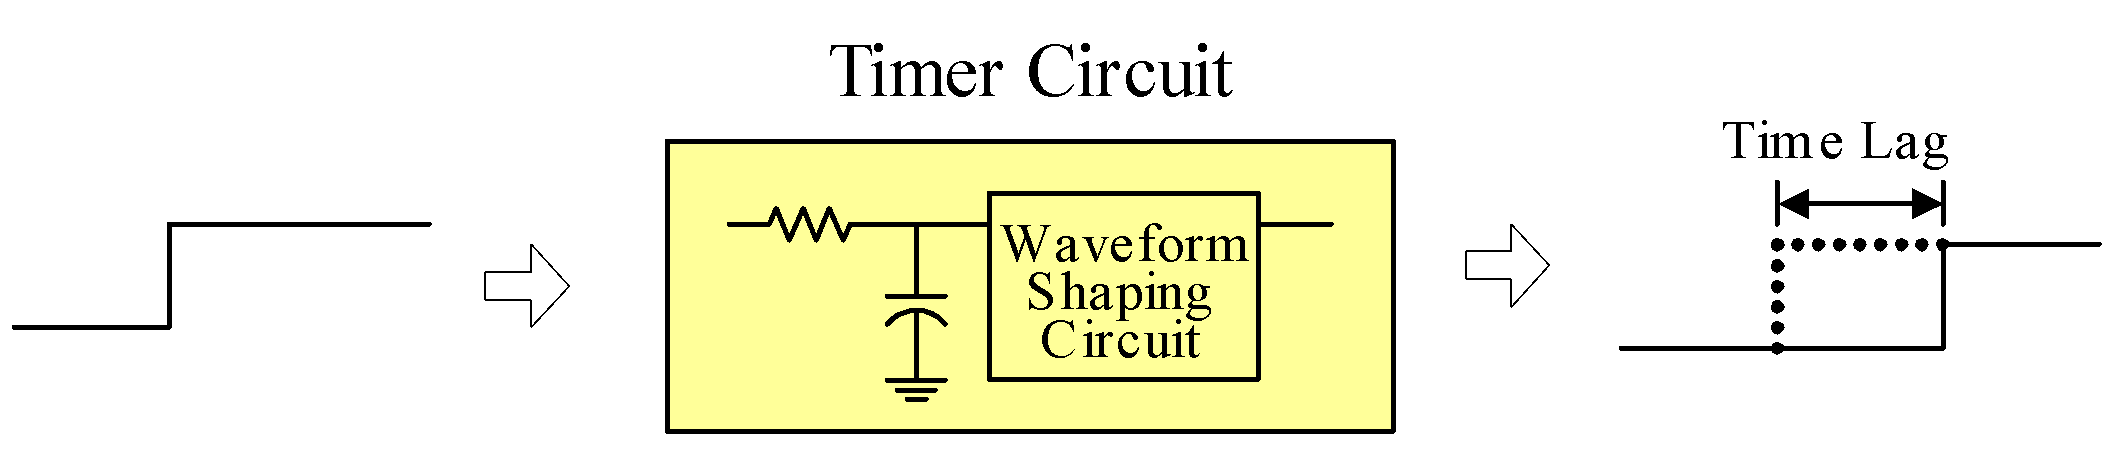 Timer Circuit
Time Lag
Waveform
Shaping
Circuit